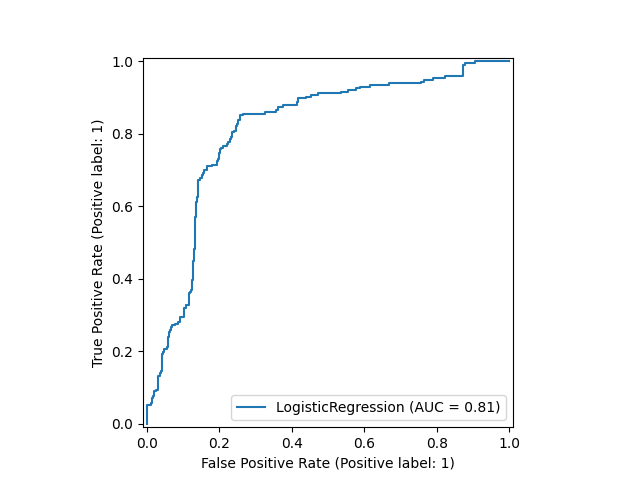 1.0
0.8
0.6
0.4
0.2
0.0
True Positive Rate (Positive label: 1)
LogisticRegression (AUC = 0.81)
0.0 0.2 0.4 0.6 0.8 1.0
False Positive Rate (Positive label: 1)